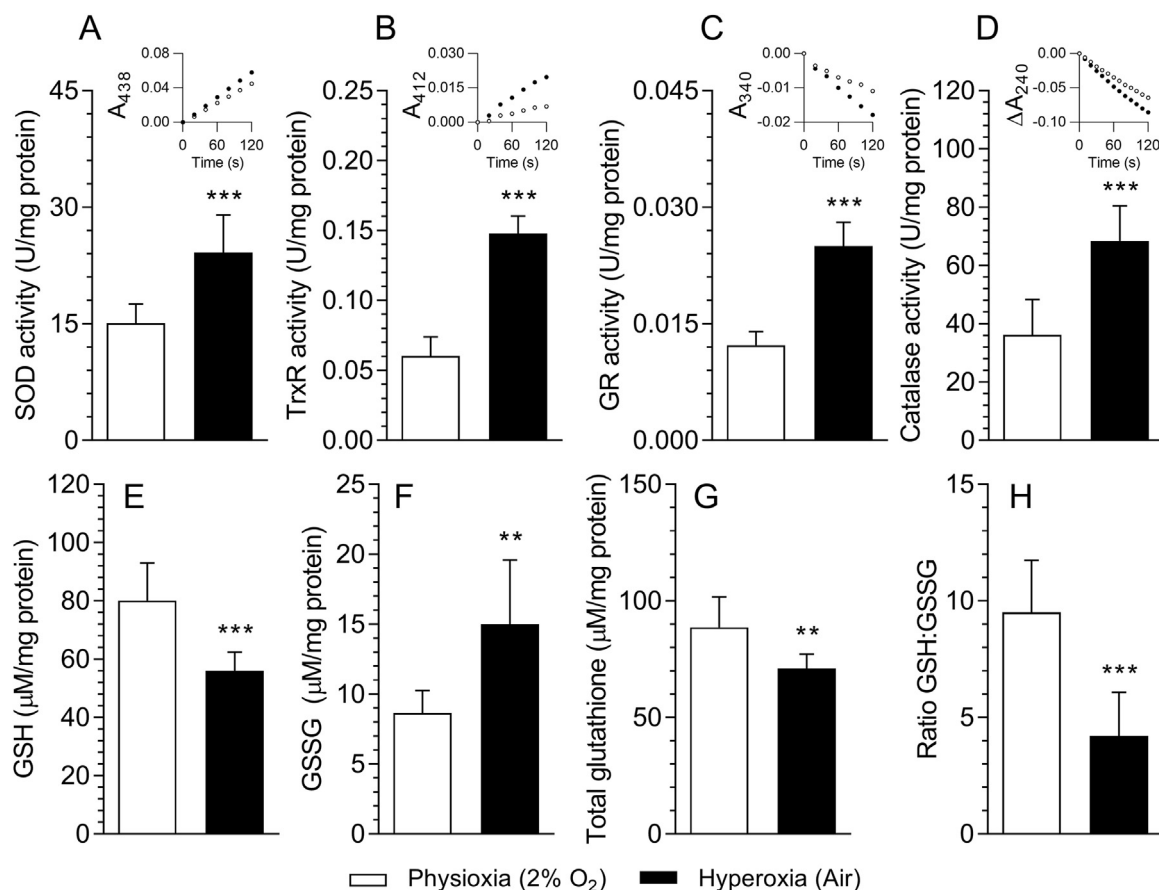 A
A438
0.08
0.04
0.00
0 60 120
Time (s)
SOD activity (U/mg protein)
45
30
15
0
***
B
A412
0.030
0.015
0.000
0 60 120
Time (s)
TrxR activity (U/mg protein)
0.25
0.20
0.15
0.10
0.05
0.00
***
C
A340
0.00
-0.01
-0.02
0 60 120
Time (s)
GR activity (U/mg protein)
0.045
0.030
0.015
0.000
***
D
ΔA240
0.00
-0.05
-0.10
0 60 120
Time (s)
Catalase activity (U/mg protein)
120
100
80
60
40
20
0
***
E
GSH (μM/mg protein)
120
100
80
60
40
20
0
***
F
GSSG (μM/mg protein)
25
20
15
10
5
0
**
G
Total glutathione (μM/mg protein)
150
100
50
0
**
H
Ratio GSH:GSSG
15
10
5
0
***
Physioxia (2% O2) Hyperoxia (Air)